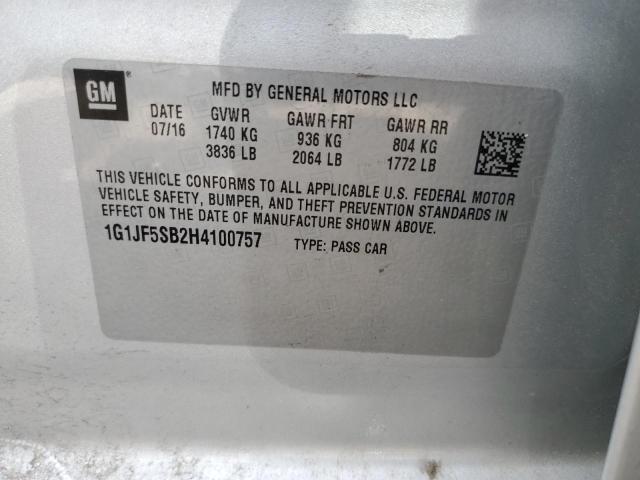 GM
MFD BY GENERAL MOTORS LLC
DATE GVWR GAWR FRT GAWR RR
07/16 1740 KG 936 KG 804 KG
3836 LB 2064 LB 1772 LB
THIS VEHICLE CONFORMS TO ALL APPLICABLE U.S. FEDERAL MOTOR
VEHICLE SAFETY, BUMPER, AND THEFT PREVENTION STANDARDS IN
EFFECT ON THE DATE OF MANUFACTURE SHOWN ABOVE.
1G1JF5SB2H4100757 TYPE: PASS CAR